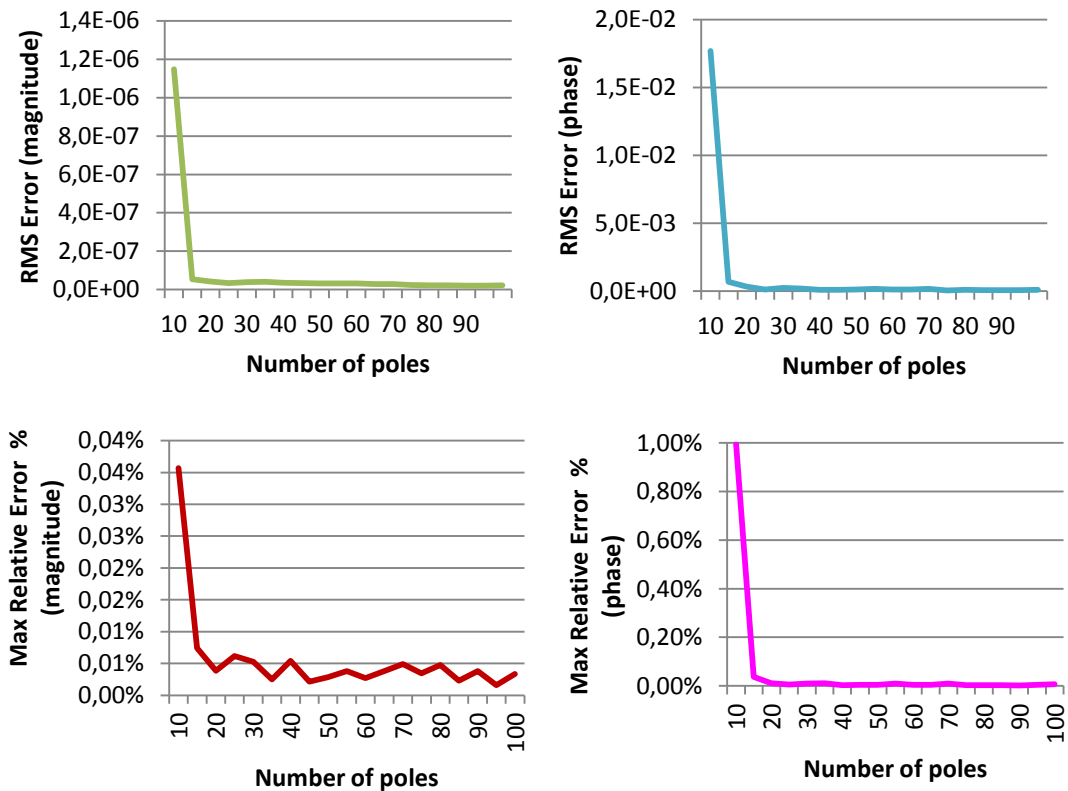 RMS Error (magnitude)
1,4E-06
1,2E-06
1,0E-06
8,0E-07
6,0E-07
4,0E-07
2,0E-07
0,0E+00
10 20 30 40 50 60 70 80 90
Number of poles
RMS Error (phase)
2,0E-02
1,5E-02
1,0E-02
5,0E-03
0,0E+00
10 20 30 40 50 60 70 80 90
Number of poles
Max Relative Error %
(magnitude)
0,04%
0,04%
0,03%
0,03%
0,02%
0,02%
0,01%
0,01%
0,00%
10 20 30 40 50 60 70 80 90 100
Number of poles
Max Relative Error %
(phase)
1,00%
0,80%
0,60%
0,40%
0,20%
0,00%
10 20 30 40 50 60 70 80 90 100
Number of poles